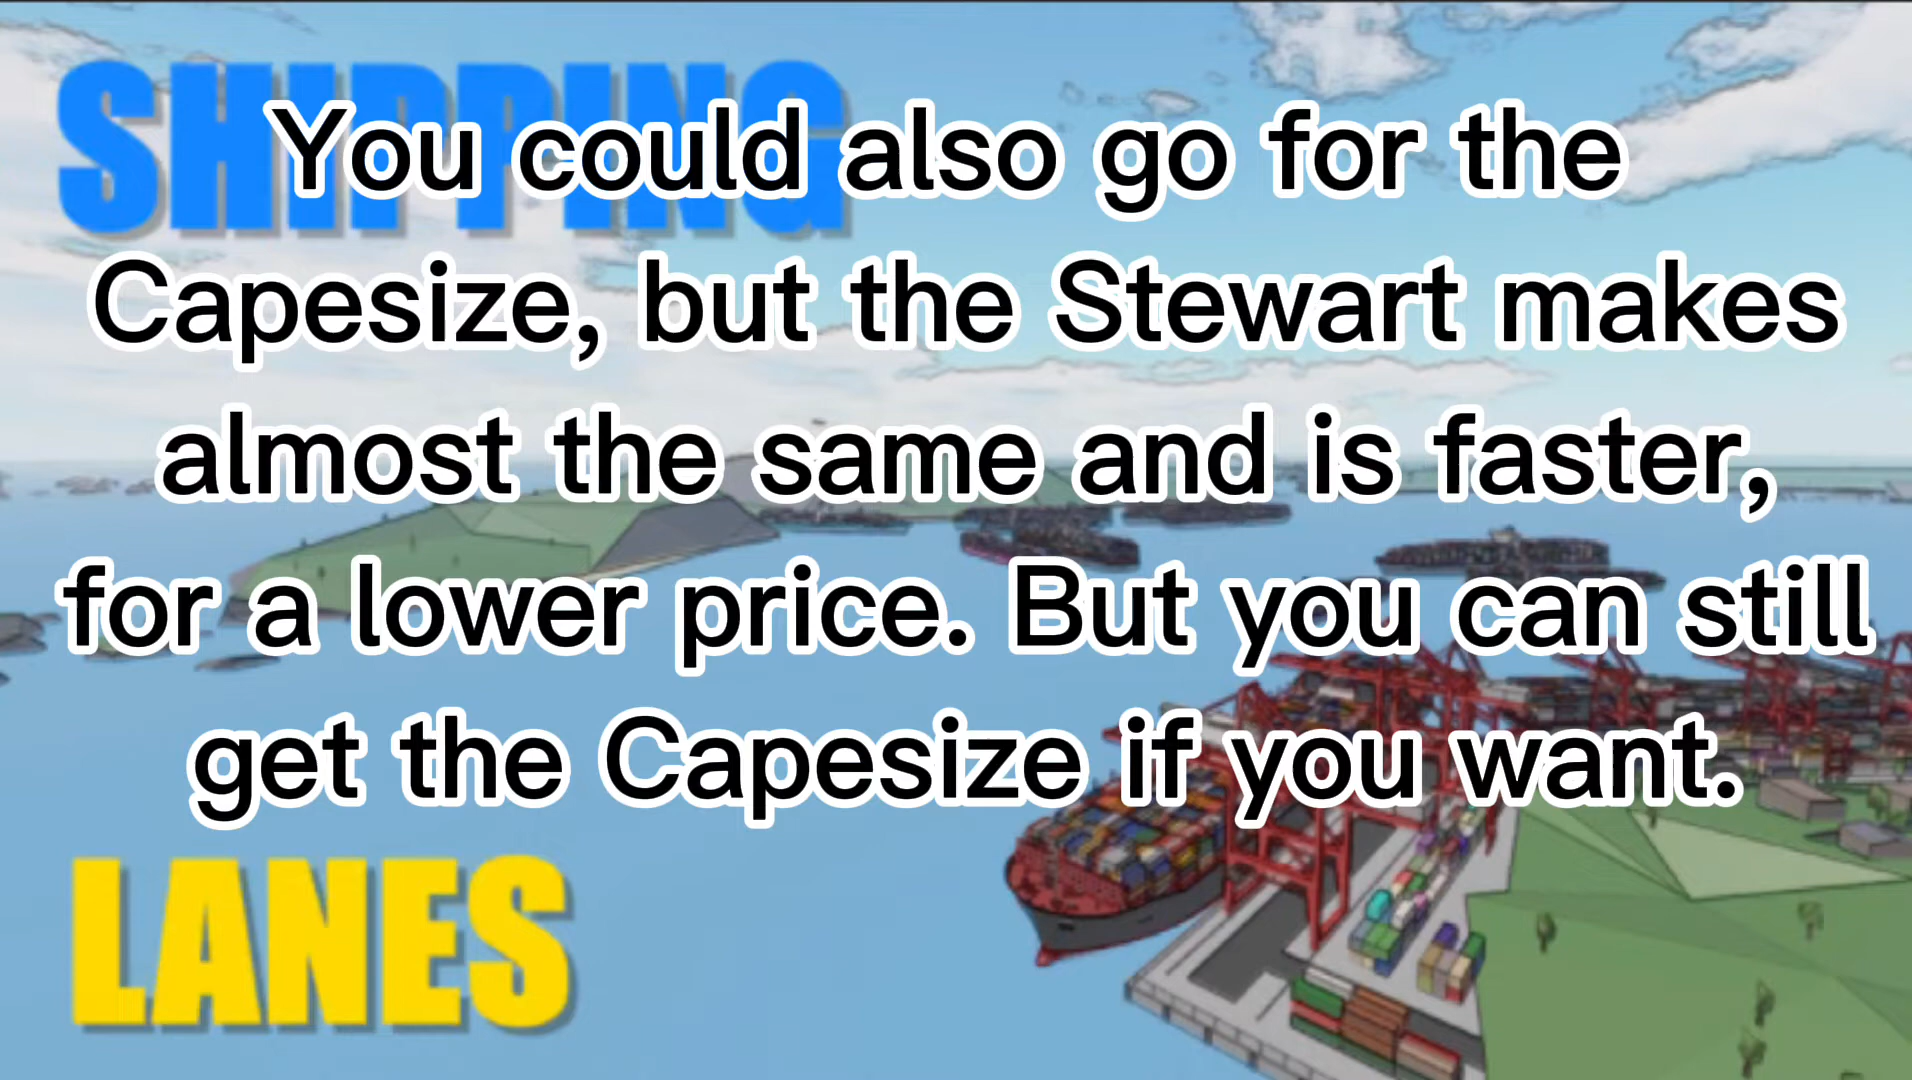 SHIPPING
You could also go for the
Capesize, but the Stewart makes
almost the same and is faster,
for a lower price. But you can still
get the Capesize if you want.
LANES